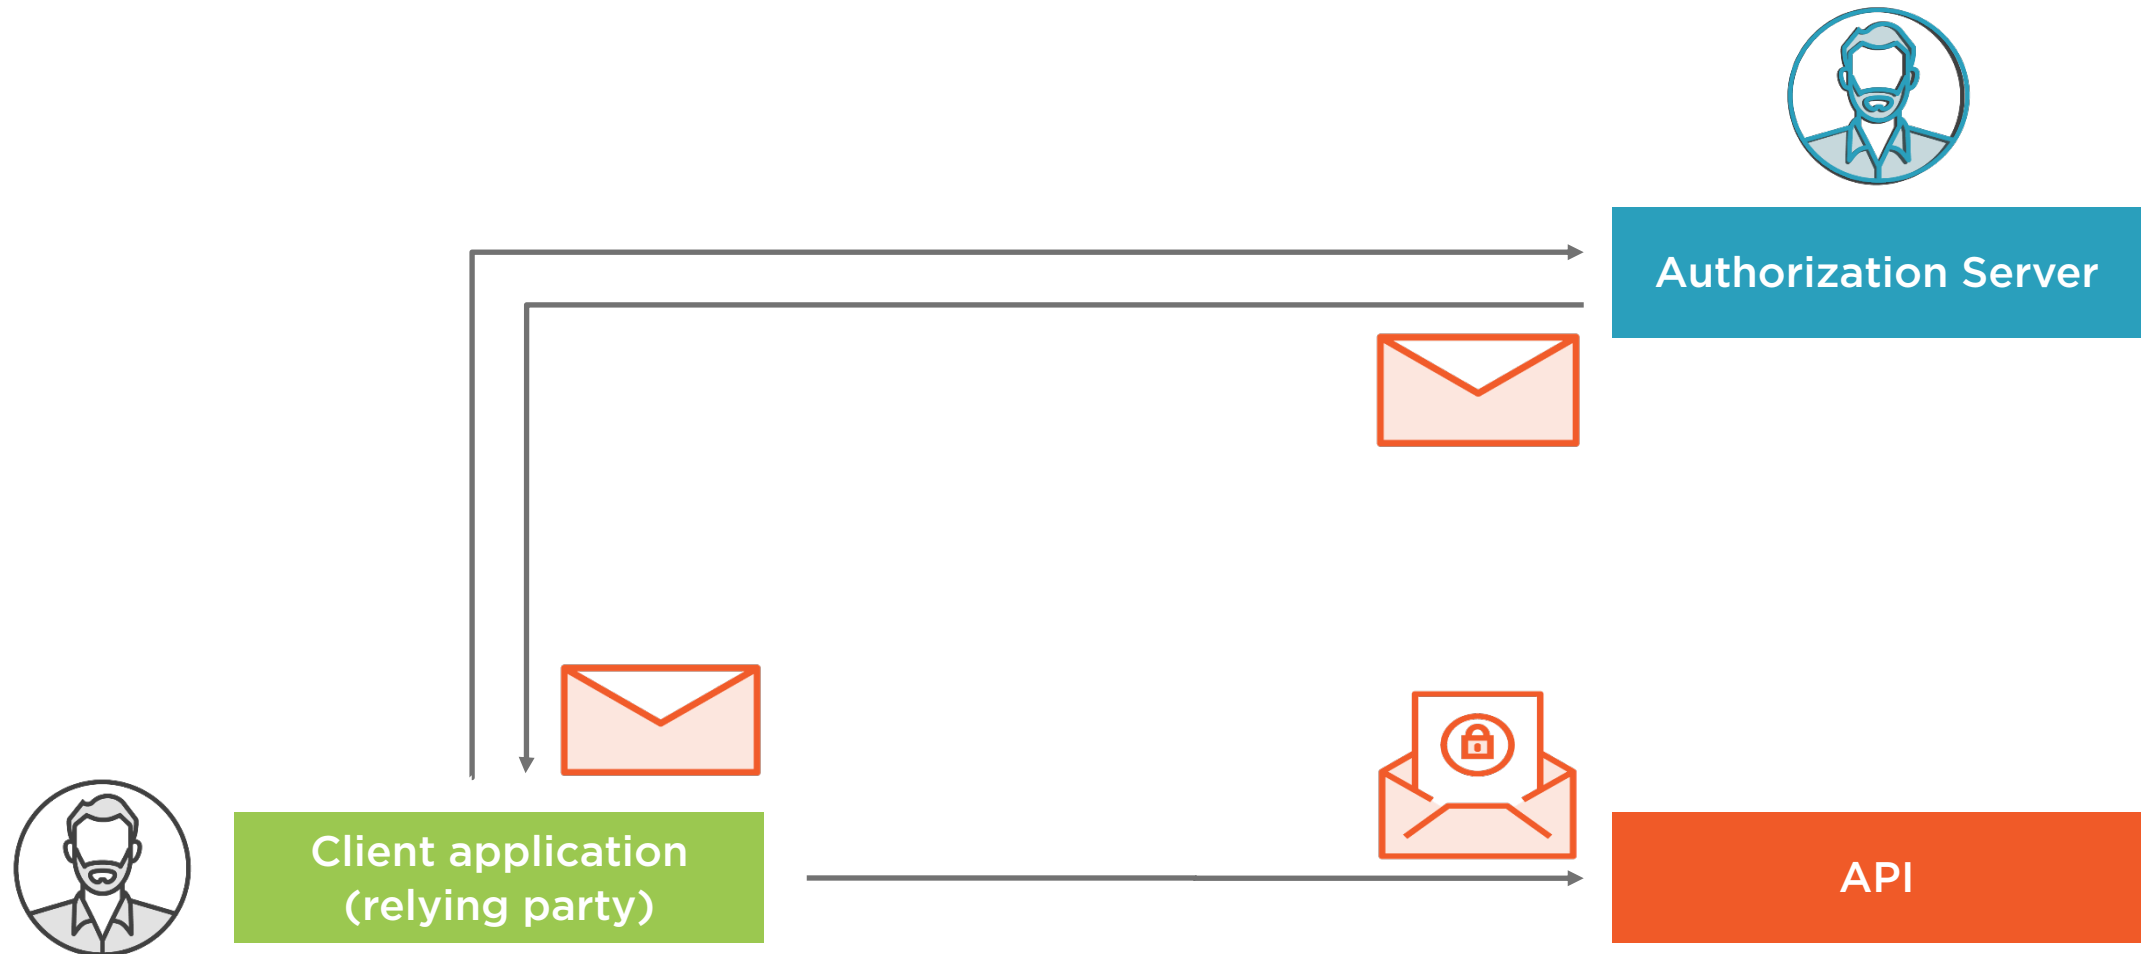 Authorization Server
Client application
(relying party)
API